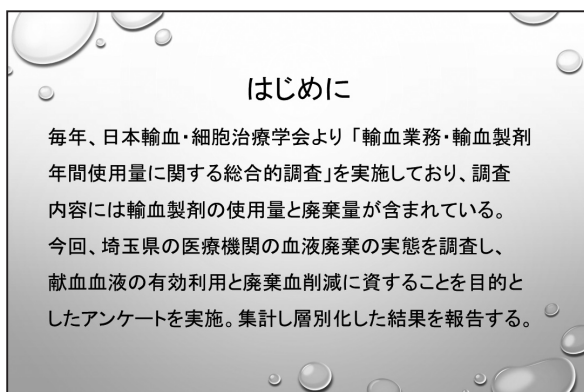 はじめに
毎年、日本輸血・細胞治療学会より「輸血業務・輸血製剤
年間使用量に関する総合的調査」を実施しており、調査
内容には輸血製剤の使用量と廃棄量が含まれている。
今回、埼玉県の医療機関の血液廃棄の実態を調査し、
献血血液の有効利用と廃棄血削減に資することを目的と
したアンケートを実施。集計し層別化した結果を報告する。